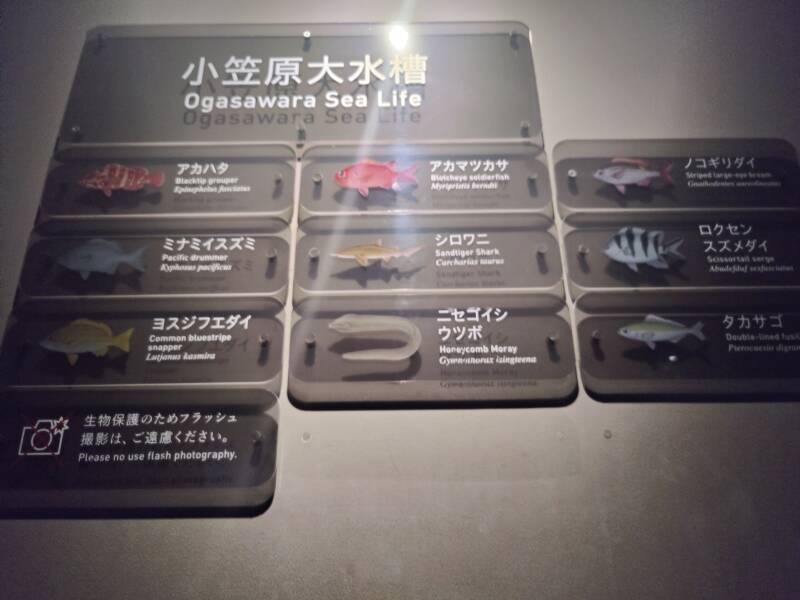 小笠原大水槽
Ogasawara Sea Life
アカハタ
Blacktip grouper
Epinephelus fasciatus
アカマツカサ
Blotcheye soldierfish
Myripristis berndti
ノコギリダイ
Striped large-eye bream
Gnathodentex aureolineatus
ミナミイスズミ
Pacific drummer
Kyphosus pacificus
シロワニ
Sandtiger Shark
Carcharias taurus
ロクセン
スズメダイ
Scissortail serge
Abudefduf sexfasciatus
ヨスジフエダイ
Common bluestripe
snapper
Lutjanus kasmira
ニセゴイシ
ウツボ
Honeycomb Moray
Gymnothorax isingteena
タカサゴ
Double-lined
Pterocaesio
生物保護のためフラッシュ
撮影は、ご遠慮ください。
Please no use flash photography.